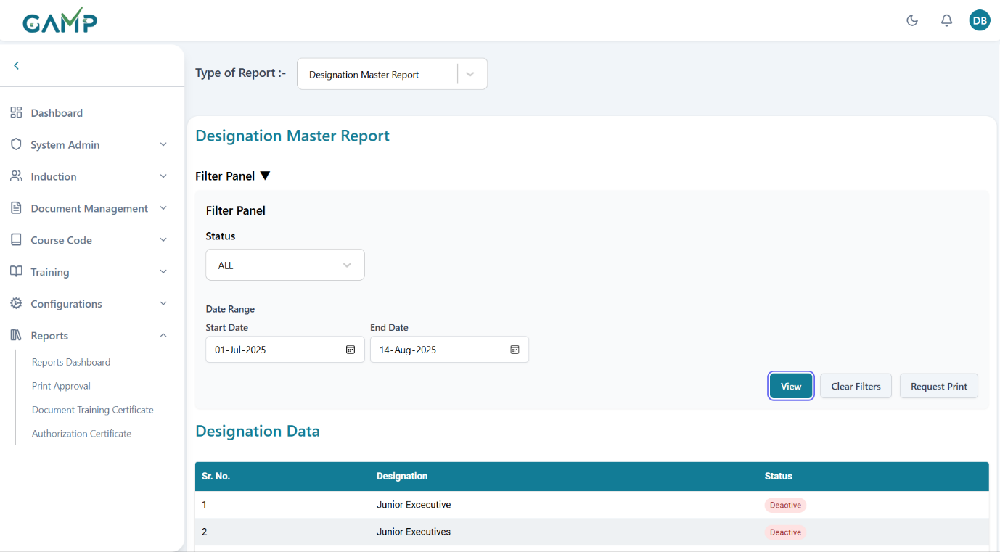 GAMP
DB
Type of Report :-
Designation Master Report
Dashboard
System Admin
Induction
Document Management
Course Code
Training
Configurations
Reports
Reports Dashboard
Print Approval
Document Training Certificate
Authorization Certificate
Designation Master Report
Filter Panel ▼
Filter Panel
Status
ALL
Date Range
Start Date End Date
01-Jul-2025 14-Aug-2025
View Clear Filters Request Print
Designation Data
Sr. No. Designation Status
1 Junior Excecutive Deactive
2 Junior Executives Deactive